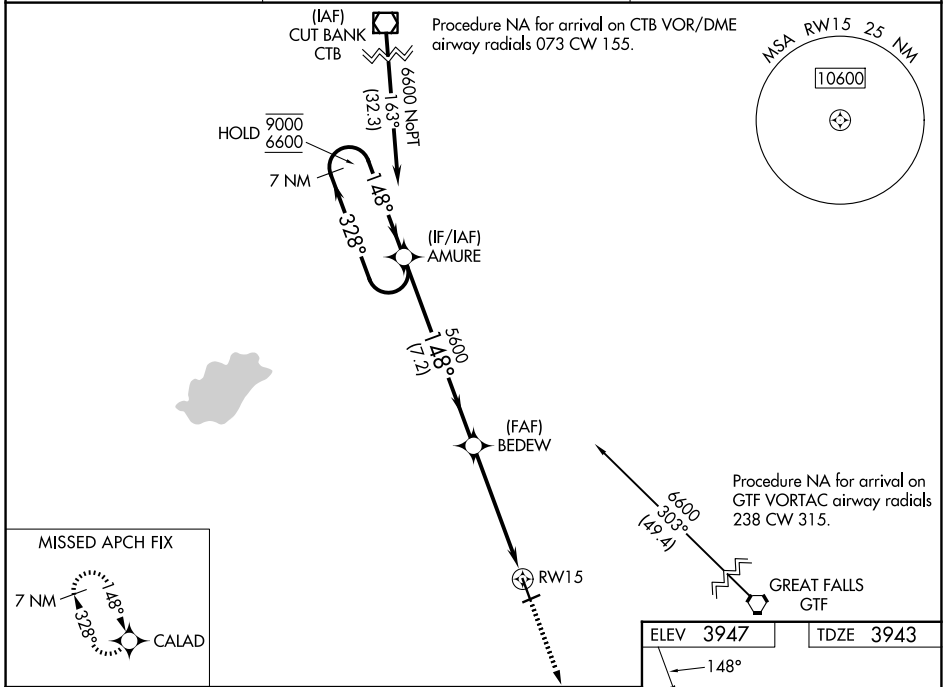 (IAF)
CUT BANK
CTB
Procedure NA for arrival on CTB VOR/DME
airway radials 073 CW 155.
MSA RW15 25 NM
10600
6600 NoPT
163°
(32.3)
HOLD 9000
6600
7 NM
148°
328°
(IF/IAF)
AMURE
5600
148°
(7.2)
(FAF)
BEDEW
6600
303°
(49.4)
Procedure NA for arrival on
GTF VORTAC airway radials
238 CW 315.
GREAT FALLS
GTF
RW15
MISSED APCH FIX
7 NM
148°
328°
CALAD
ELEV 3947
TDZE 3943
148°